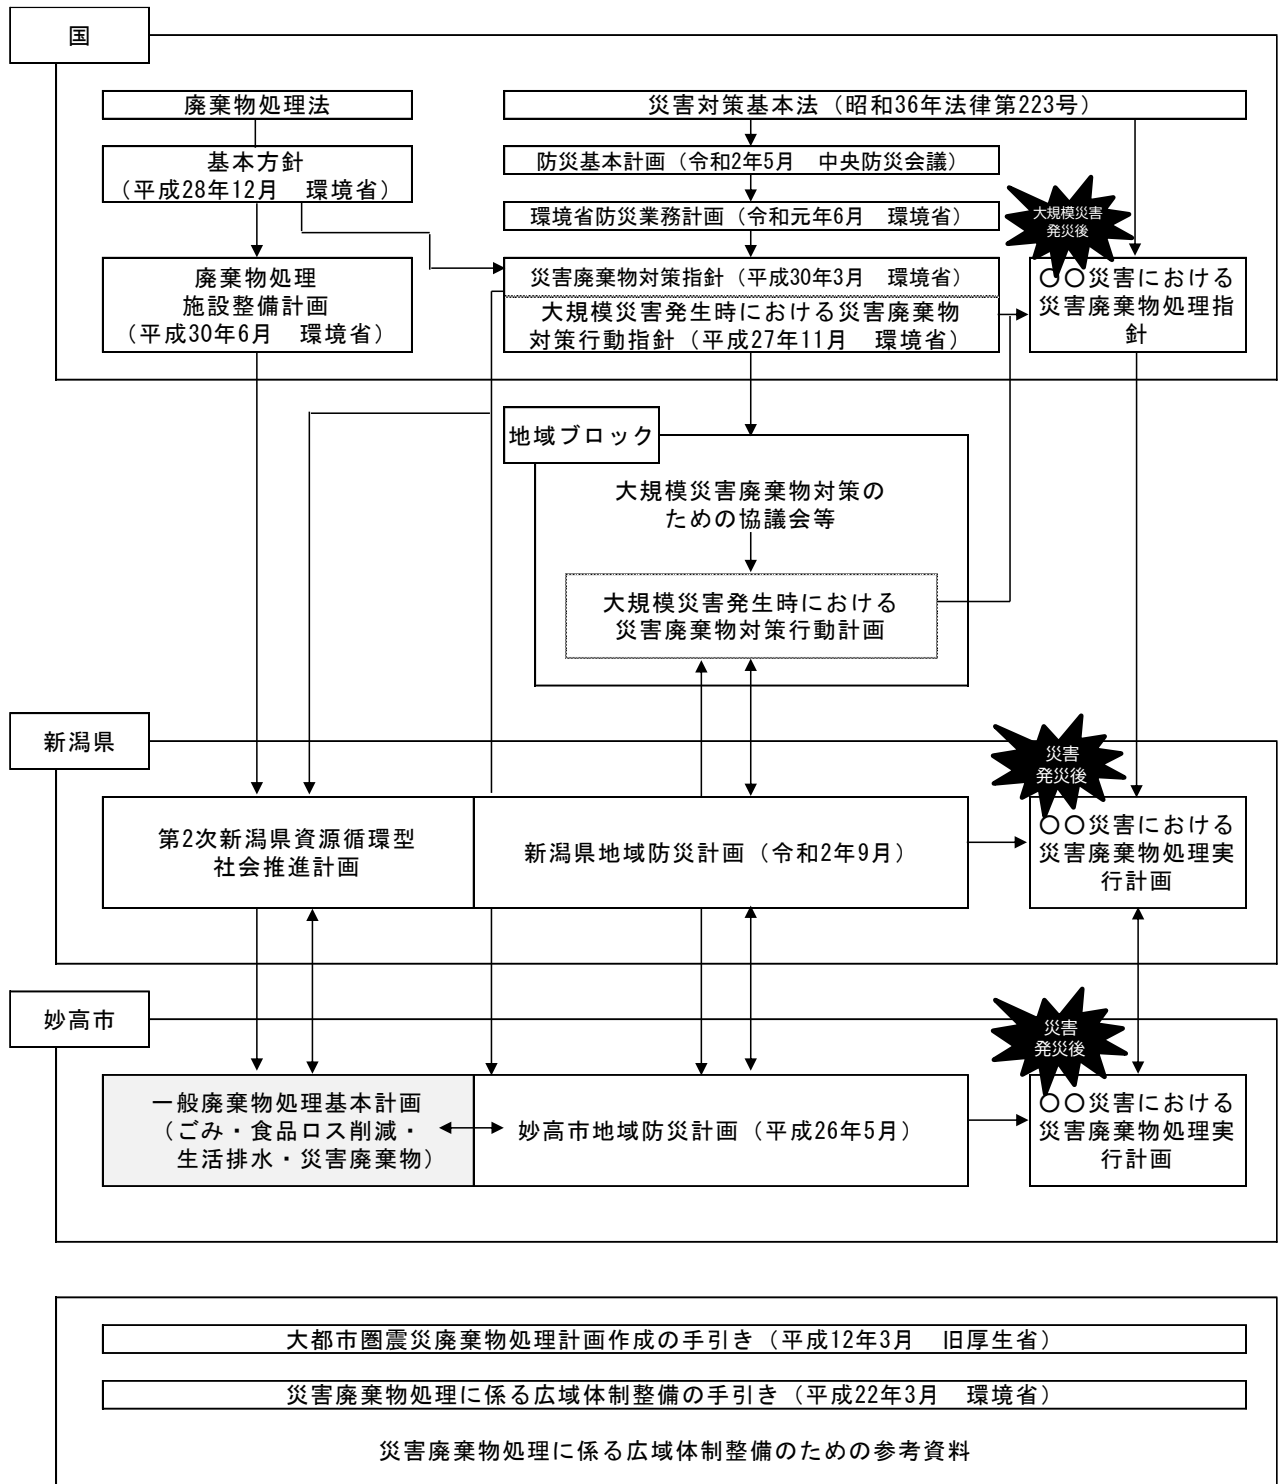 国
廃棄物処理法
災害対策基本法（昭和36年法律第223号）
基本方針
（平成28年12月　環境省）
防災基本計画（令和2年5月　中央防災会議）
環境省防災業務計画（令和元年6月　環境省）
大規模災害
発災後
廃棄物処理
施設整備計画
（平成30年6月　環境省）
災害廃棄物対策指針（平成30年3月　環境省）
大規模災害発生時における災害廃棄物
対策行動指針（平成27年11月　環境省）
〇〇災害における
災害廃棄物処理指
針
地域ブロック
大規模災害廃棄物対策の
ための協議会等
大規模災害発生時における
災害廃棄物対策行動計画
新潟県
災害
発災後
第2次新潟県資源循環型
社会推進計画
新潟県地域防災計画（令和2年9月）
〇〇災害における
災害廃棄物処理実
行計画
妙高市
災害
発災後
一般廃棄物処理基本計画
（ごみ・食品ロス削減・
生活排水・災害廃棄物）
妙高市地域防災計画（平成26年5月）
〇〇災害における
災害廃棄物処理実
行計画
大都市圏震災廃棄物処理計画作成の手引き（平成12年3月　旧厚生省）
災害廃棄物処理に係る広域体制整備の手引き（平成22年3月　環境省）
災害廃棄物処理に係る広域体制整備のための参考資料